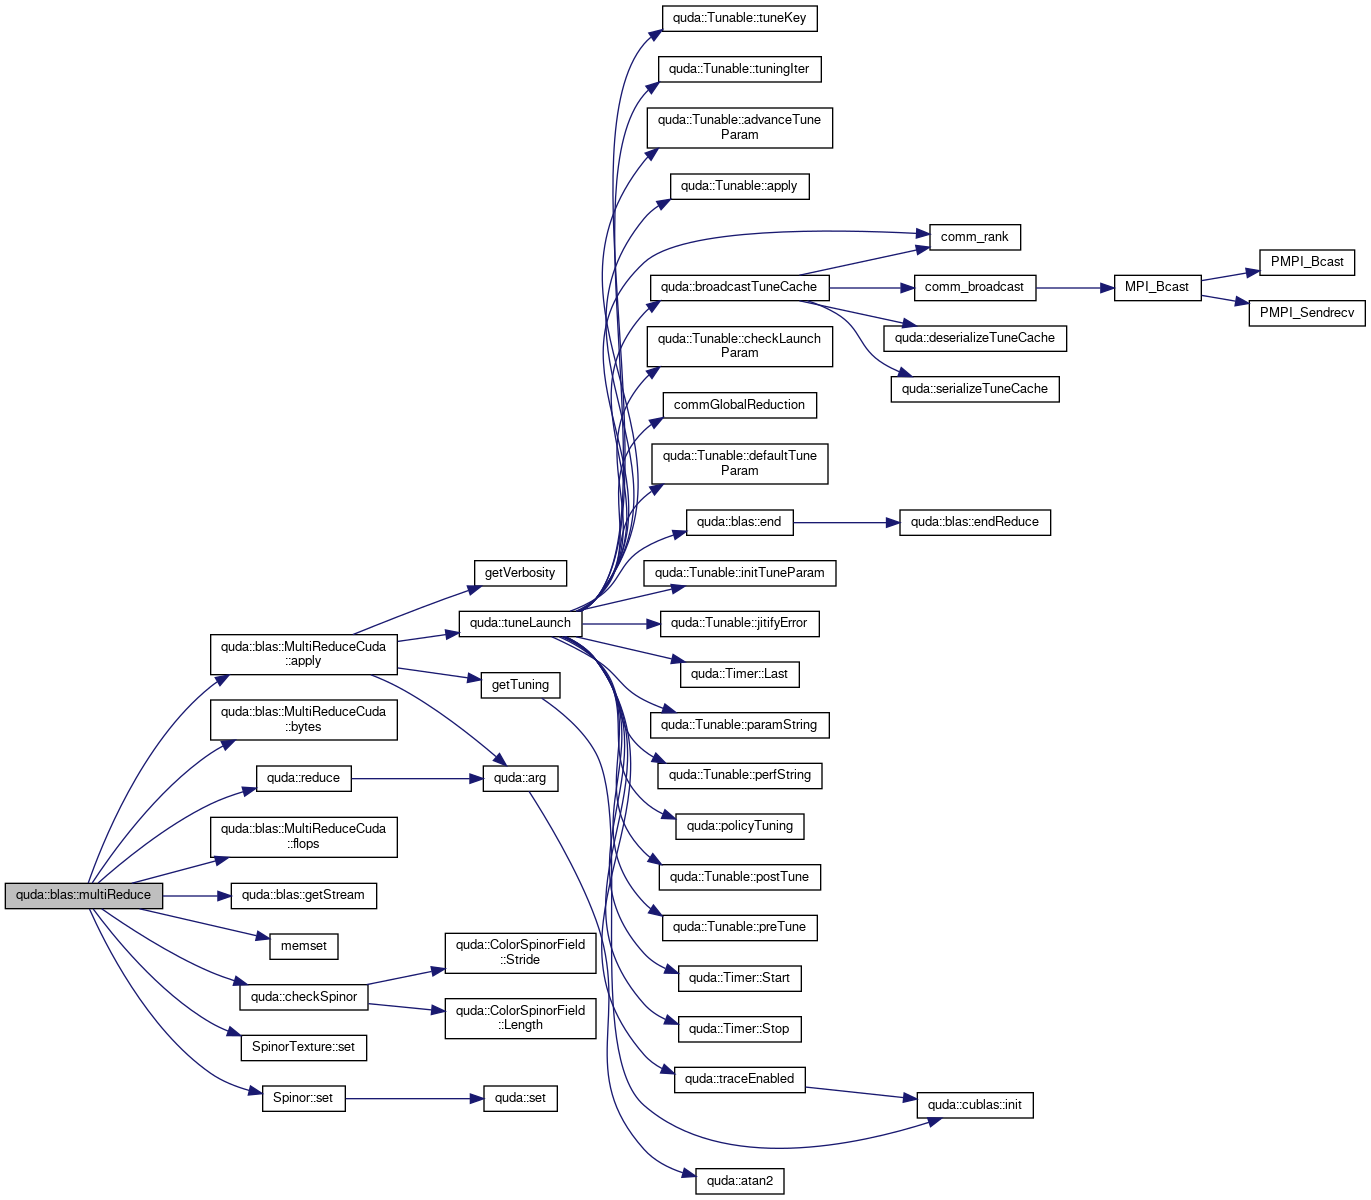 quda::Tunable::tuneKey
quda::Tunable::tuningIter
quda::Tunable::advanceTune
Param
quda::Tunable::apply
comm_rank
quda::broadcastTuneCache
comm_broadcast
MPI_Bcast
PMPI_Bcast
PMPI_Sendrecv
quda::Tunable::checkLaunch
Param
quda::deserializeTuneCache
quda::serializeTuneCache
commGlobalReduction
quda::Tunable::defaultTune
Param
quda::blas::end
quda::blas::endReduce
getVerbosity
quda::Tunable::initTuneParam
quda::tuneLaunch
quda::Tunable::jitifyError
quda::blas::MultiReduceCuda
::apply
quda::Timer::Last
getTuning
quda::blas::MultiReduceCuda
::bytes
quda::Tunable::paramString
quda::reduce
quda::arg
quda::Tunable::perfString
quda::blas::MultiReduceCuda
::flops
quda::policyTuning
quda::blas::multiReduce
quda::blas::getStream
quda::Tunable::postTune
memset
quda::Tunable::preTune
quda::ColorSpinorField
::Stride
quda::checkSpinor
quda::Timer::Start
quda::ColorSpinorField
::Length
quda::Timer::Stop
SpinorTexture::set
quda::traceEnabled
Spinor::set
quda::set
quda::cublas::init
quda::atan2